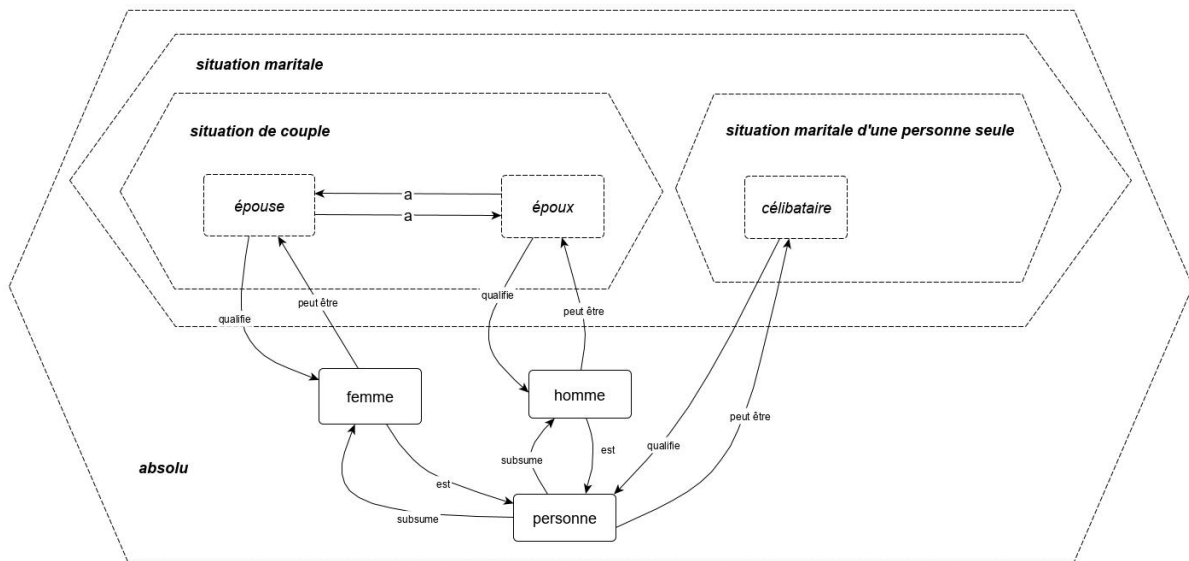 situation maritale
situation de couple
situation maritale d'une personne seule
épouse
a
a
époux
célibataire
peut être
qualifie
qualifie
peut être
femme
homme
peut être
qualifie
est
subsume
absolu
est
subsume
personne